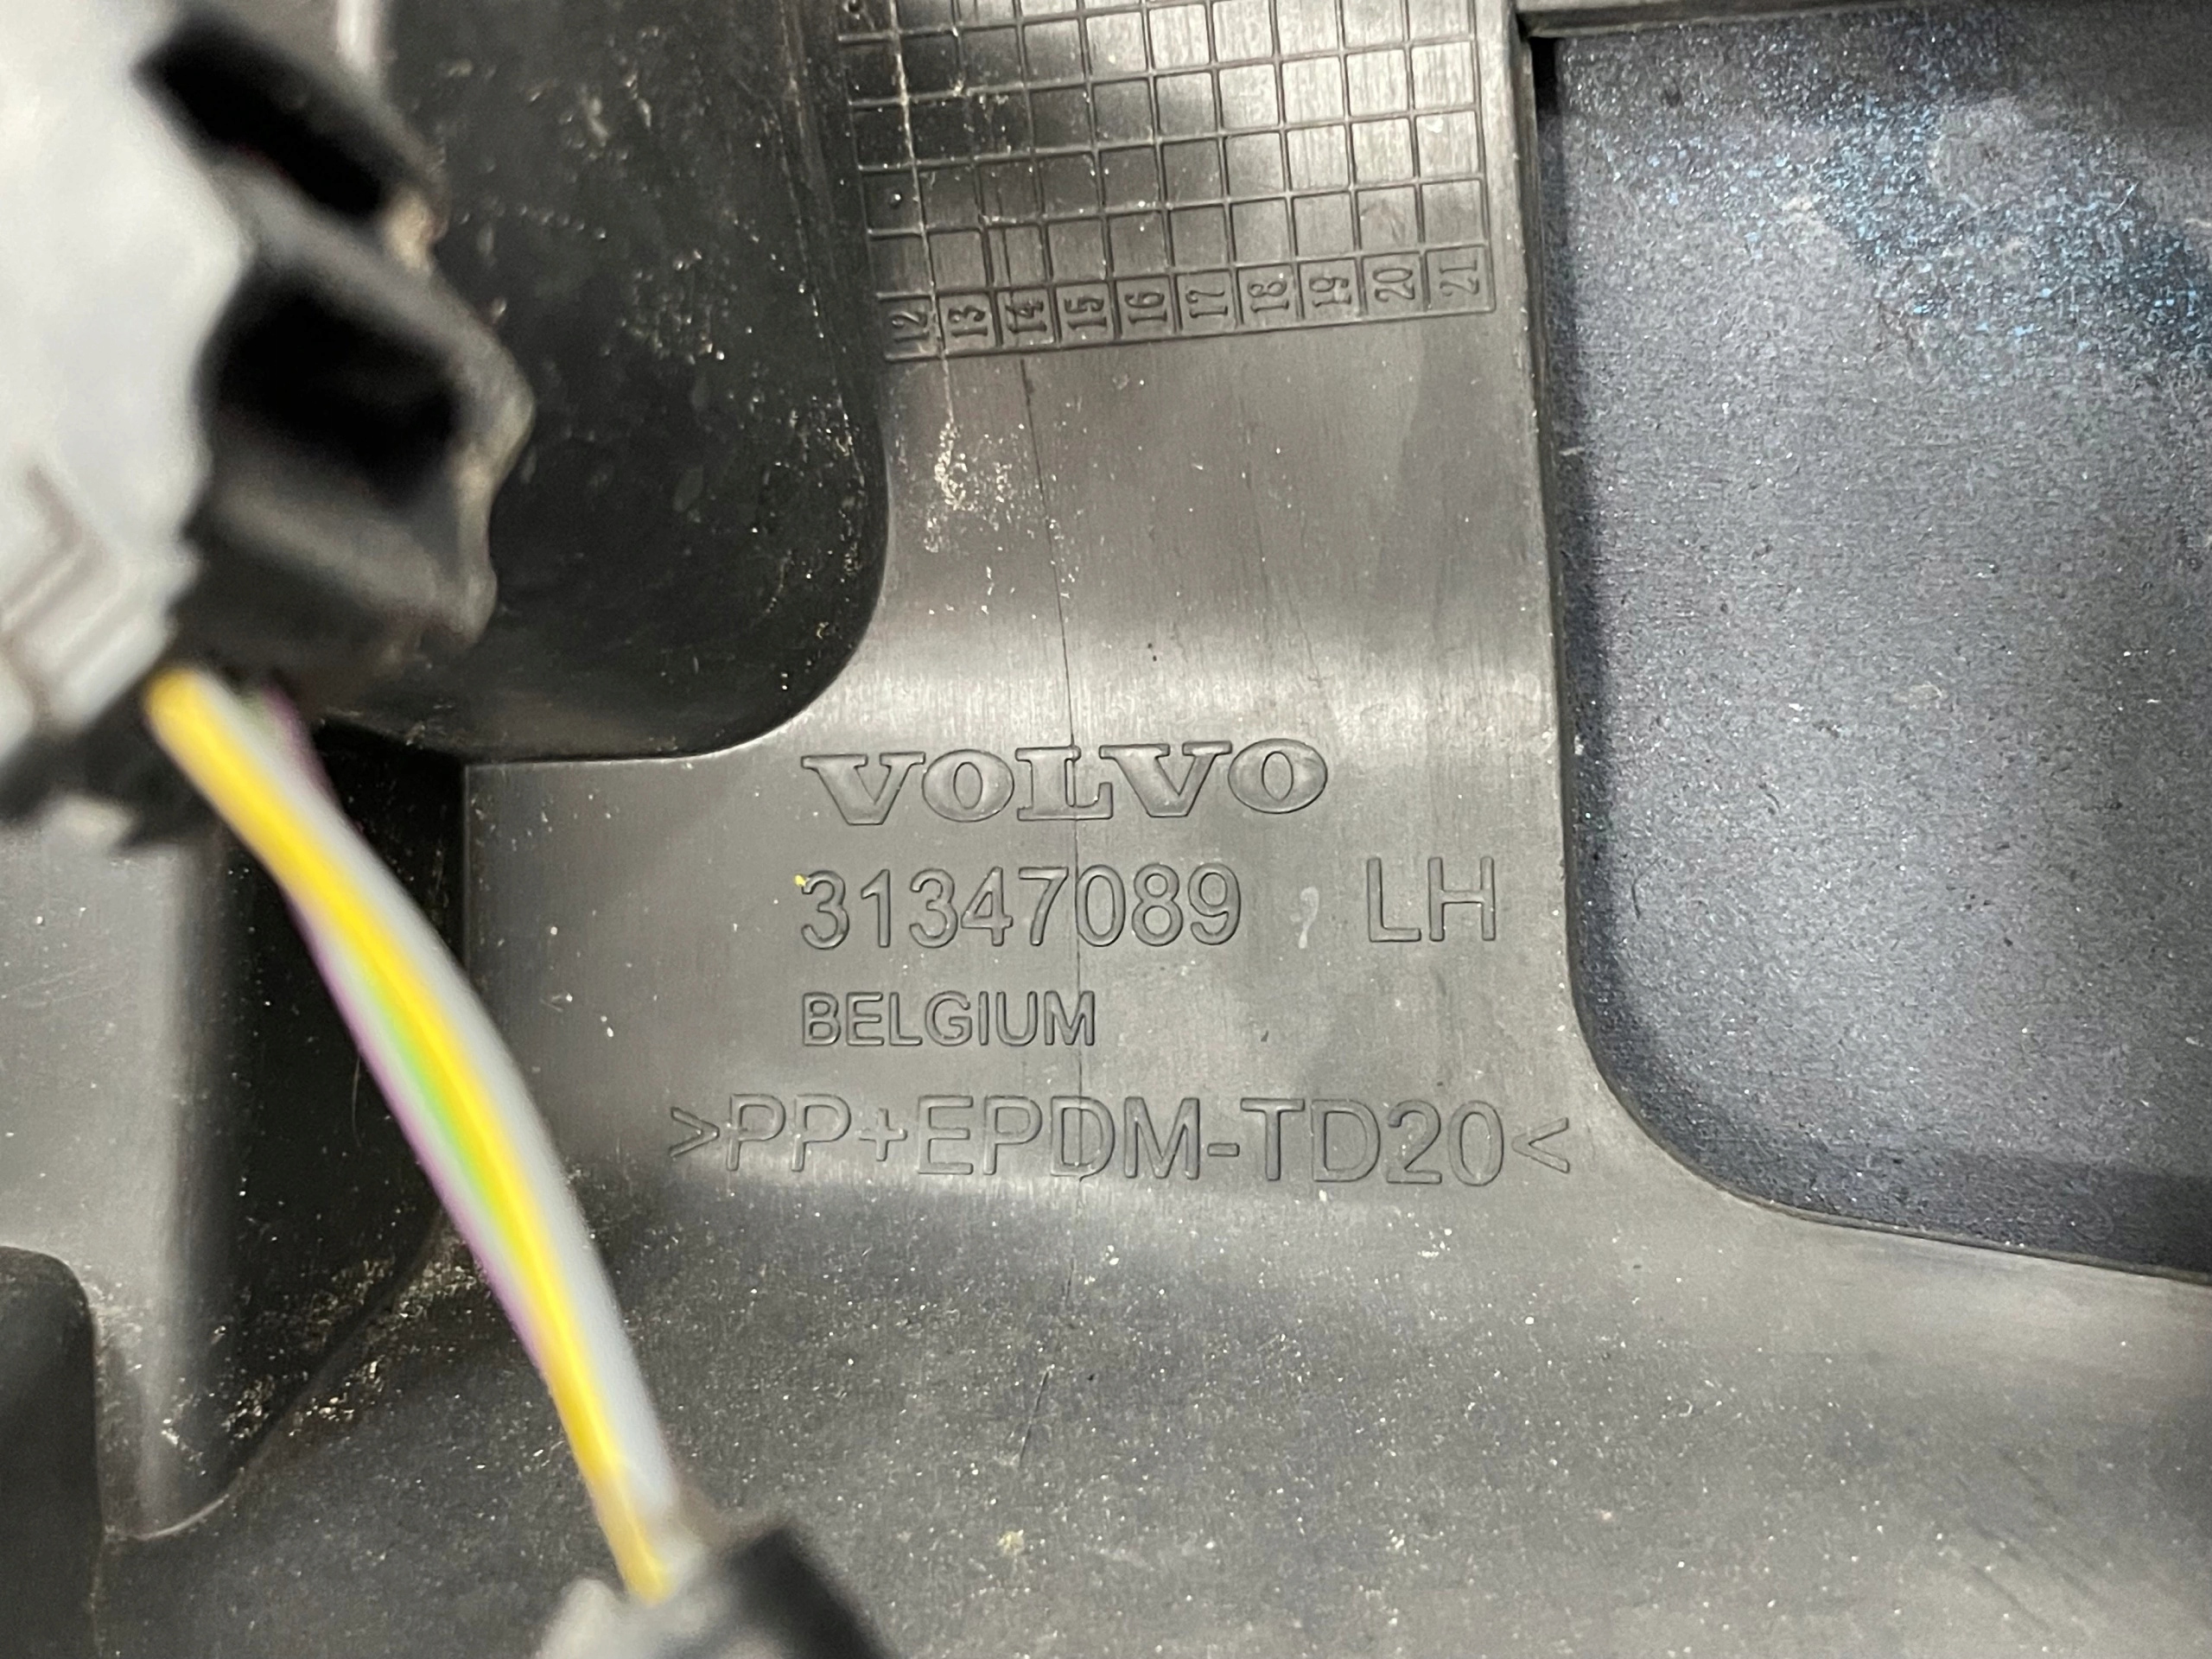 12 13 14 15 16 17 18 19 20 21
VOLVO
31347089 LH
BELGIUM
>PP+EPDM-TD20<